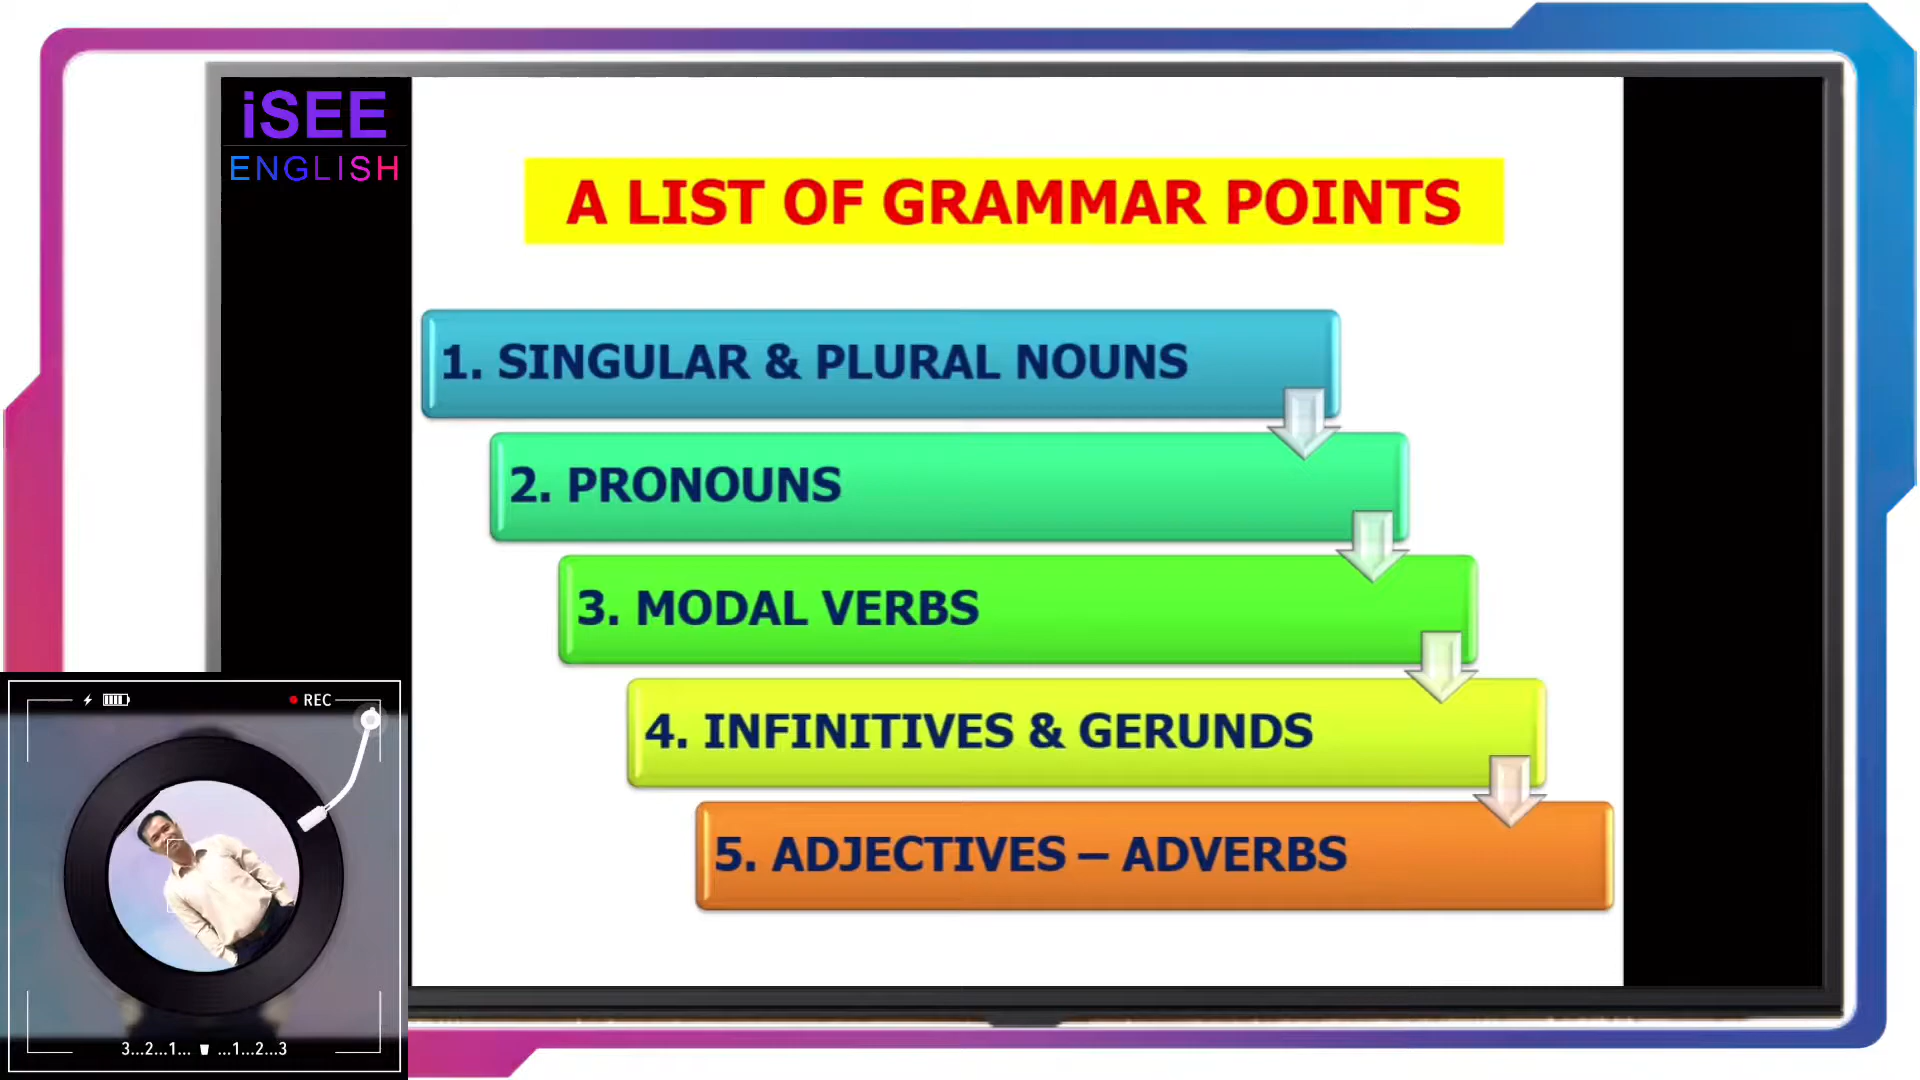 iSEE
ENGLISH
A LIST OF GRAMMAR POINTS
1. SINGULAR & PLURAL NOUNS
2. PRONOUNS
3. MODAL VERBS
4. INFINITIVES & GERUNDS
5. ADJECTIVES – ADVERBS
REC
3...2...1... ...1...2...3